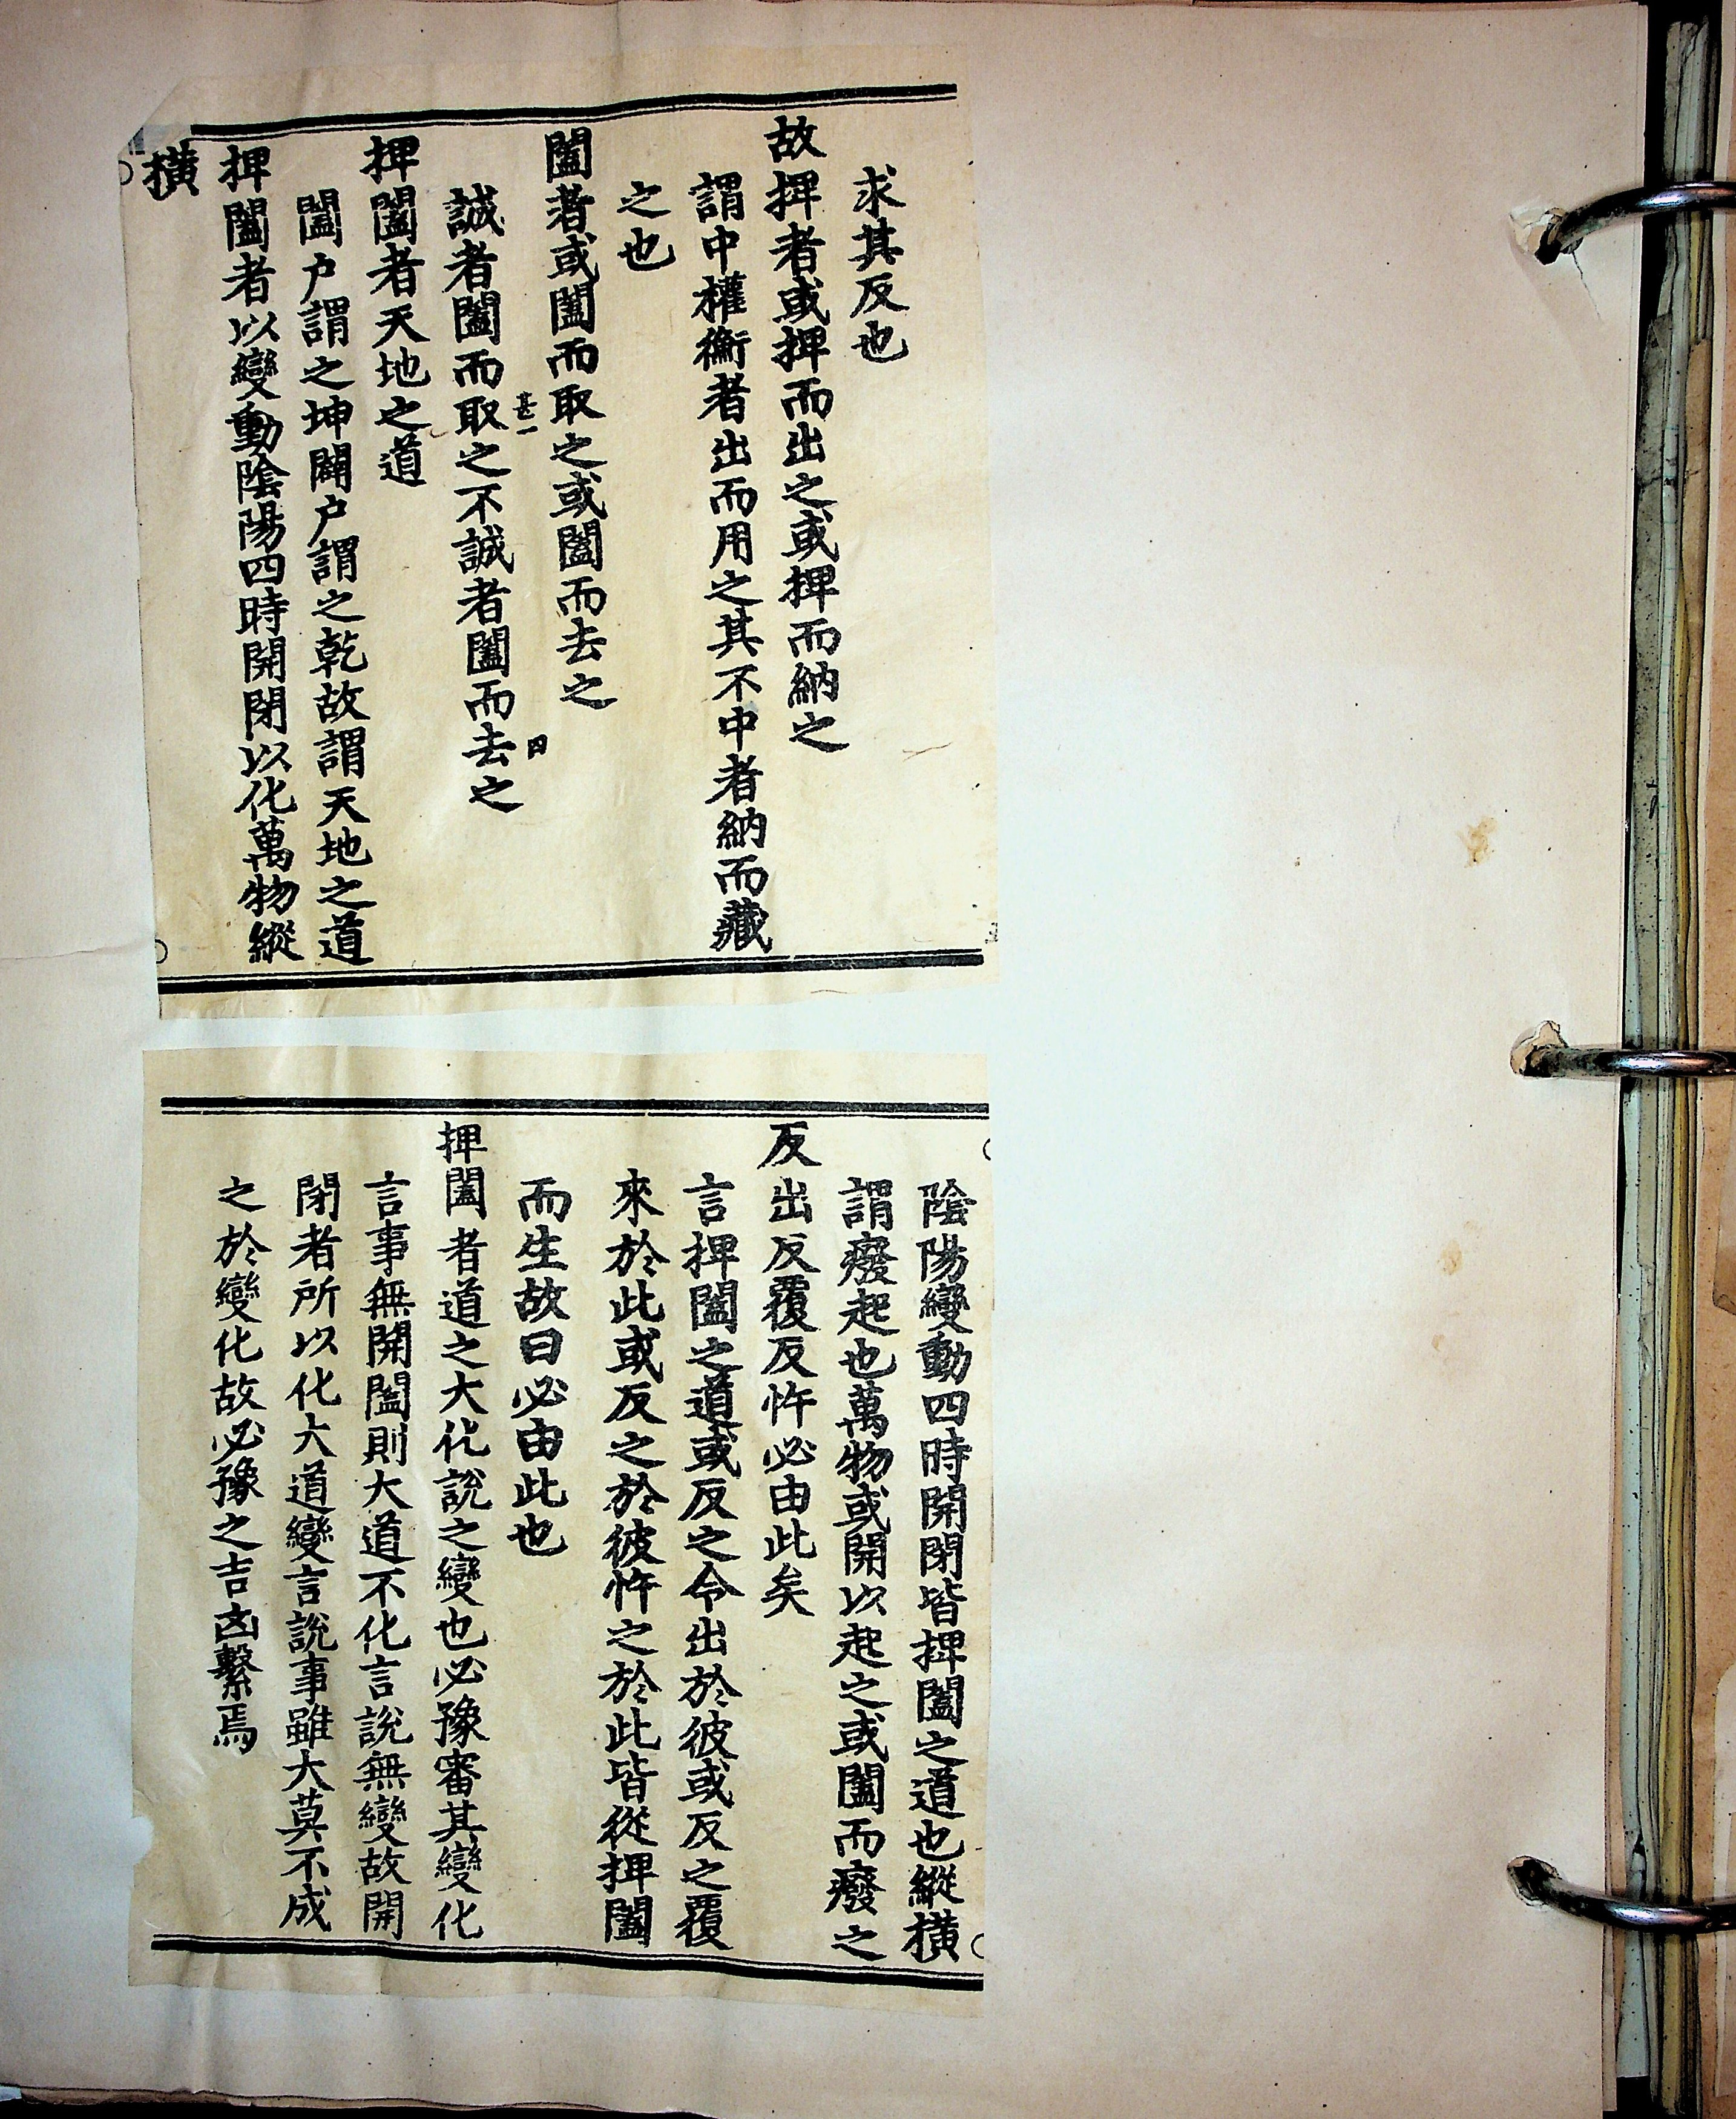 求其反也
故捭者或捭而出之或捭而納之
謂中權衡者出而用之其不中者納而藏
之也
闔者或闔而取之或闔而去之
誠者闔而取之不誠者闔而去之
捭闔者天地之道
闔户謂之坤闢户謂之乾故謂天地之道
捭闔者以變動陰陽四時開閉以化萬物縱
橫
陰陽變動四時開閉皆捭闔之道也縱橫
謂廢起也萬物或開以起之或闔而廢之
反出反覆反忤必由此矣
言捭闔之道或反之令出於彼或反之覆
來於此或反之於彼忤之於此皆從捭闔
而生故曰必由此也
捭闔者道之大化說之變也必豫審其變化
言事無開闔則大道不化言說無變故開
閉者所以化大道變言說事雖大莫不成
之於變化故必豫之吉凶繫焉